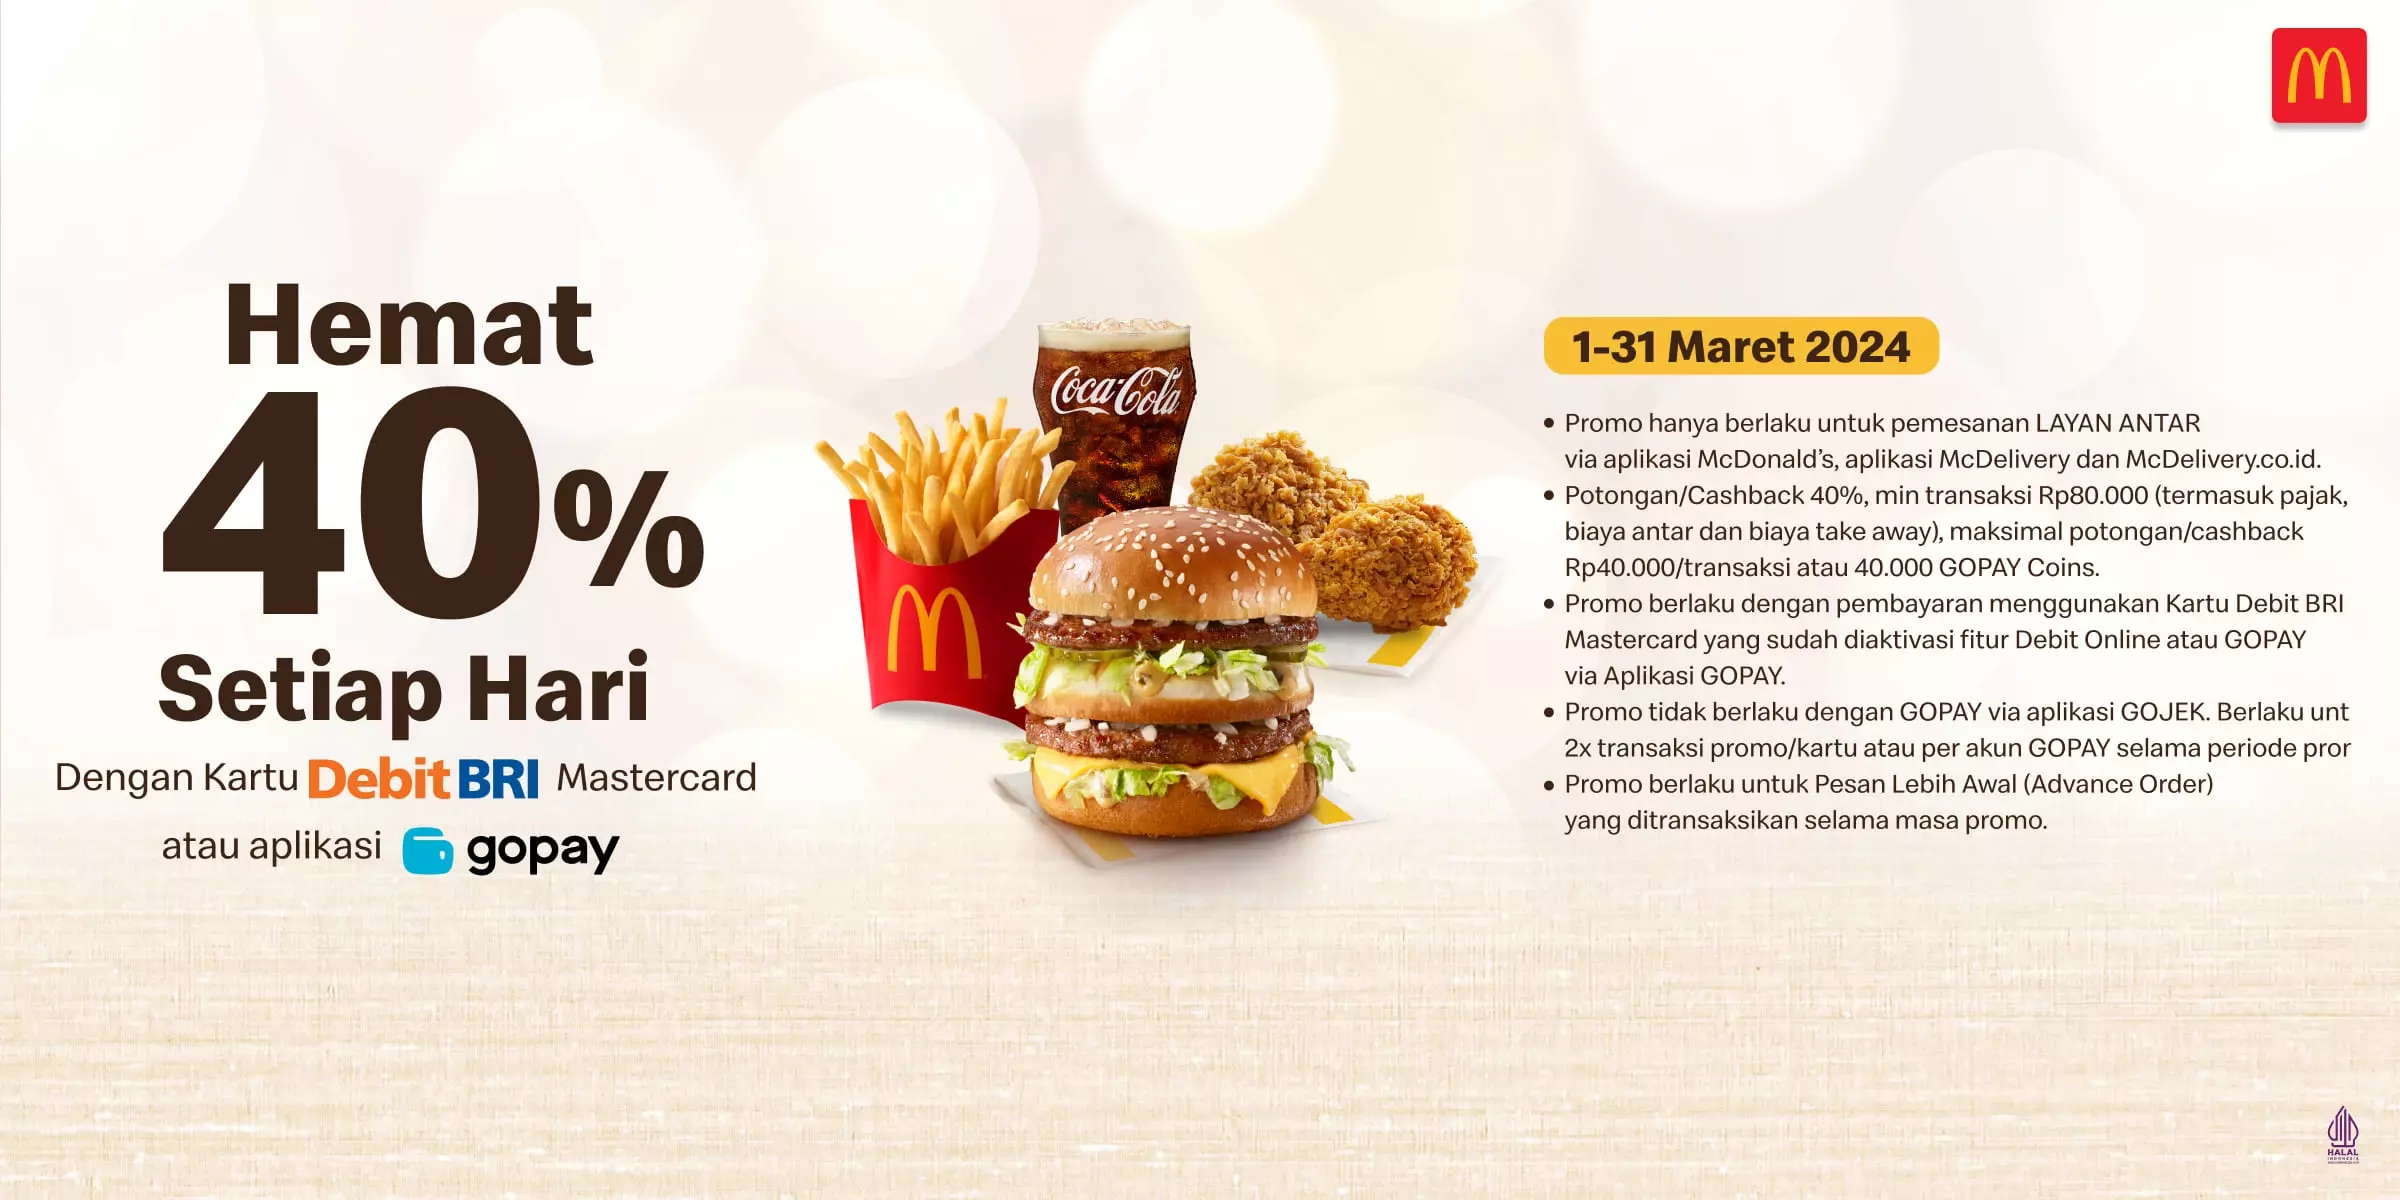 Hemat
40%
Setiap Hari
Dengan Kartu Debit BRI Mastercard
atau aplikasi gopay
Coca-Cola
1-31 Maret 2024
• Promo hanya berlaku untuk pemesanan LAYAN ANTAR
via aplikasi McDonald's, aplikasi McDelivery dan McDelivery.co.id.
• Potongan/Cashback 40%, min transaksi Rp80.000 (termasuk pajak,
biaya antar dan biaya take away), maksimal potongan/cashback
Rp40.000/transaksi atau 40.000 GOPAY Coins.
• Promo berlaku dengan pembayaran menggunakan Kartu Debit BRI
Mastercard yang sudah diaktivasi fitur Debit Online atau GOPAY
via Aplikasi GOPAY.
• Promo tidak berlaku dengan GOPAY via aplikasi GOJEK. Berlaku unt
2x transaksi promo/kartu atau per akun GOPAY selama periode pror
• Promo berlaku untuk Pesan Lebih Awal (Advance Order)
yang ditransaksikan selama masa promo.
HALAL
INDONESIA